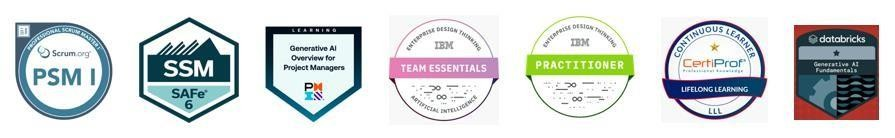 PROFESSIONAL SCRUM MASTER I
Scrum.org
PSM I
SSM
SAFe®
6
LEARNING
Generative AI
Overview for
Project Managers
PMI
ENTERPRISE DESIGN THINKING
IBM
TEAM ESSENTIALS
ARTIFICIAL INTELLIGENCE
ENTERPRISE DESIGN THINKING
IBM
PRACTITIONER
CONTINUOUS LEARNER
CertiProf®
Professional Knowledge
LIFELONG LEARNING
LLL
databricks
Generative AI
Fundamentals